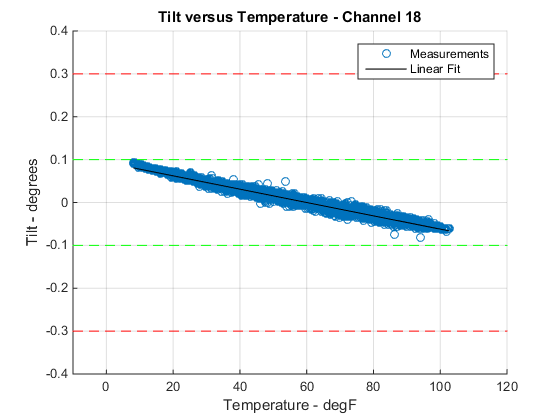 Tilt versus Temperature - Channel 18
Measurements
Linear Fit
0.4
0.3
0.2
0.1
0
-0.1
-0.2
-0.3
-0.4
Tilt - degrees
0 20 40 60 80 100 120
Temperature - degF